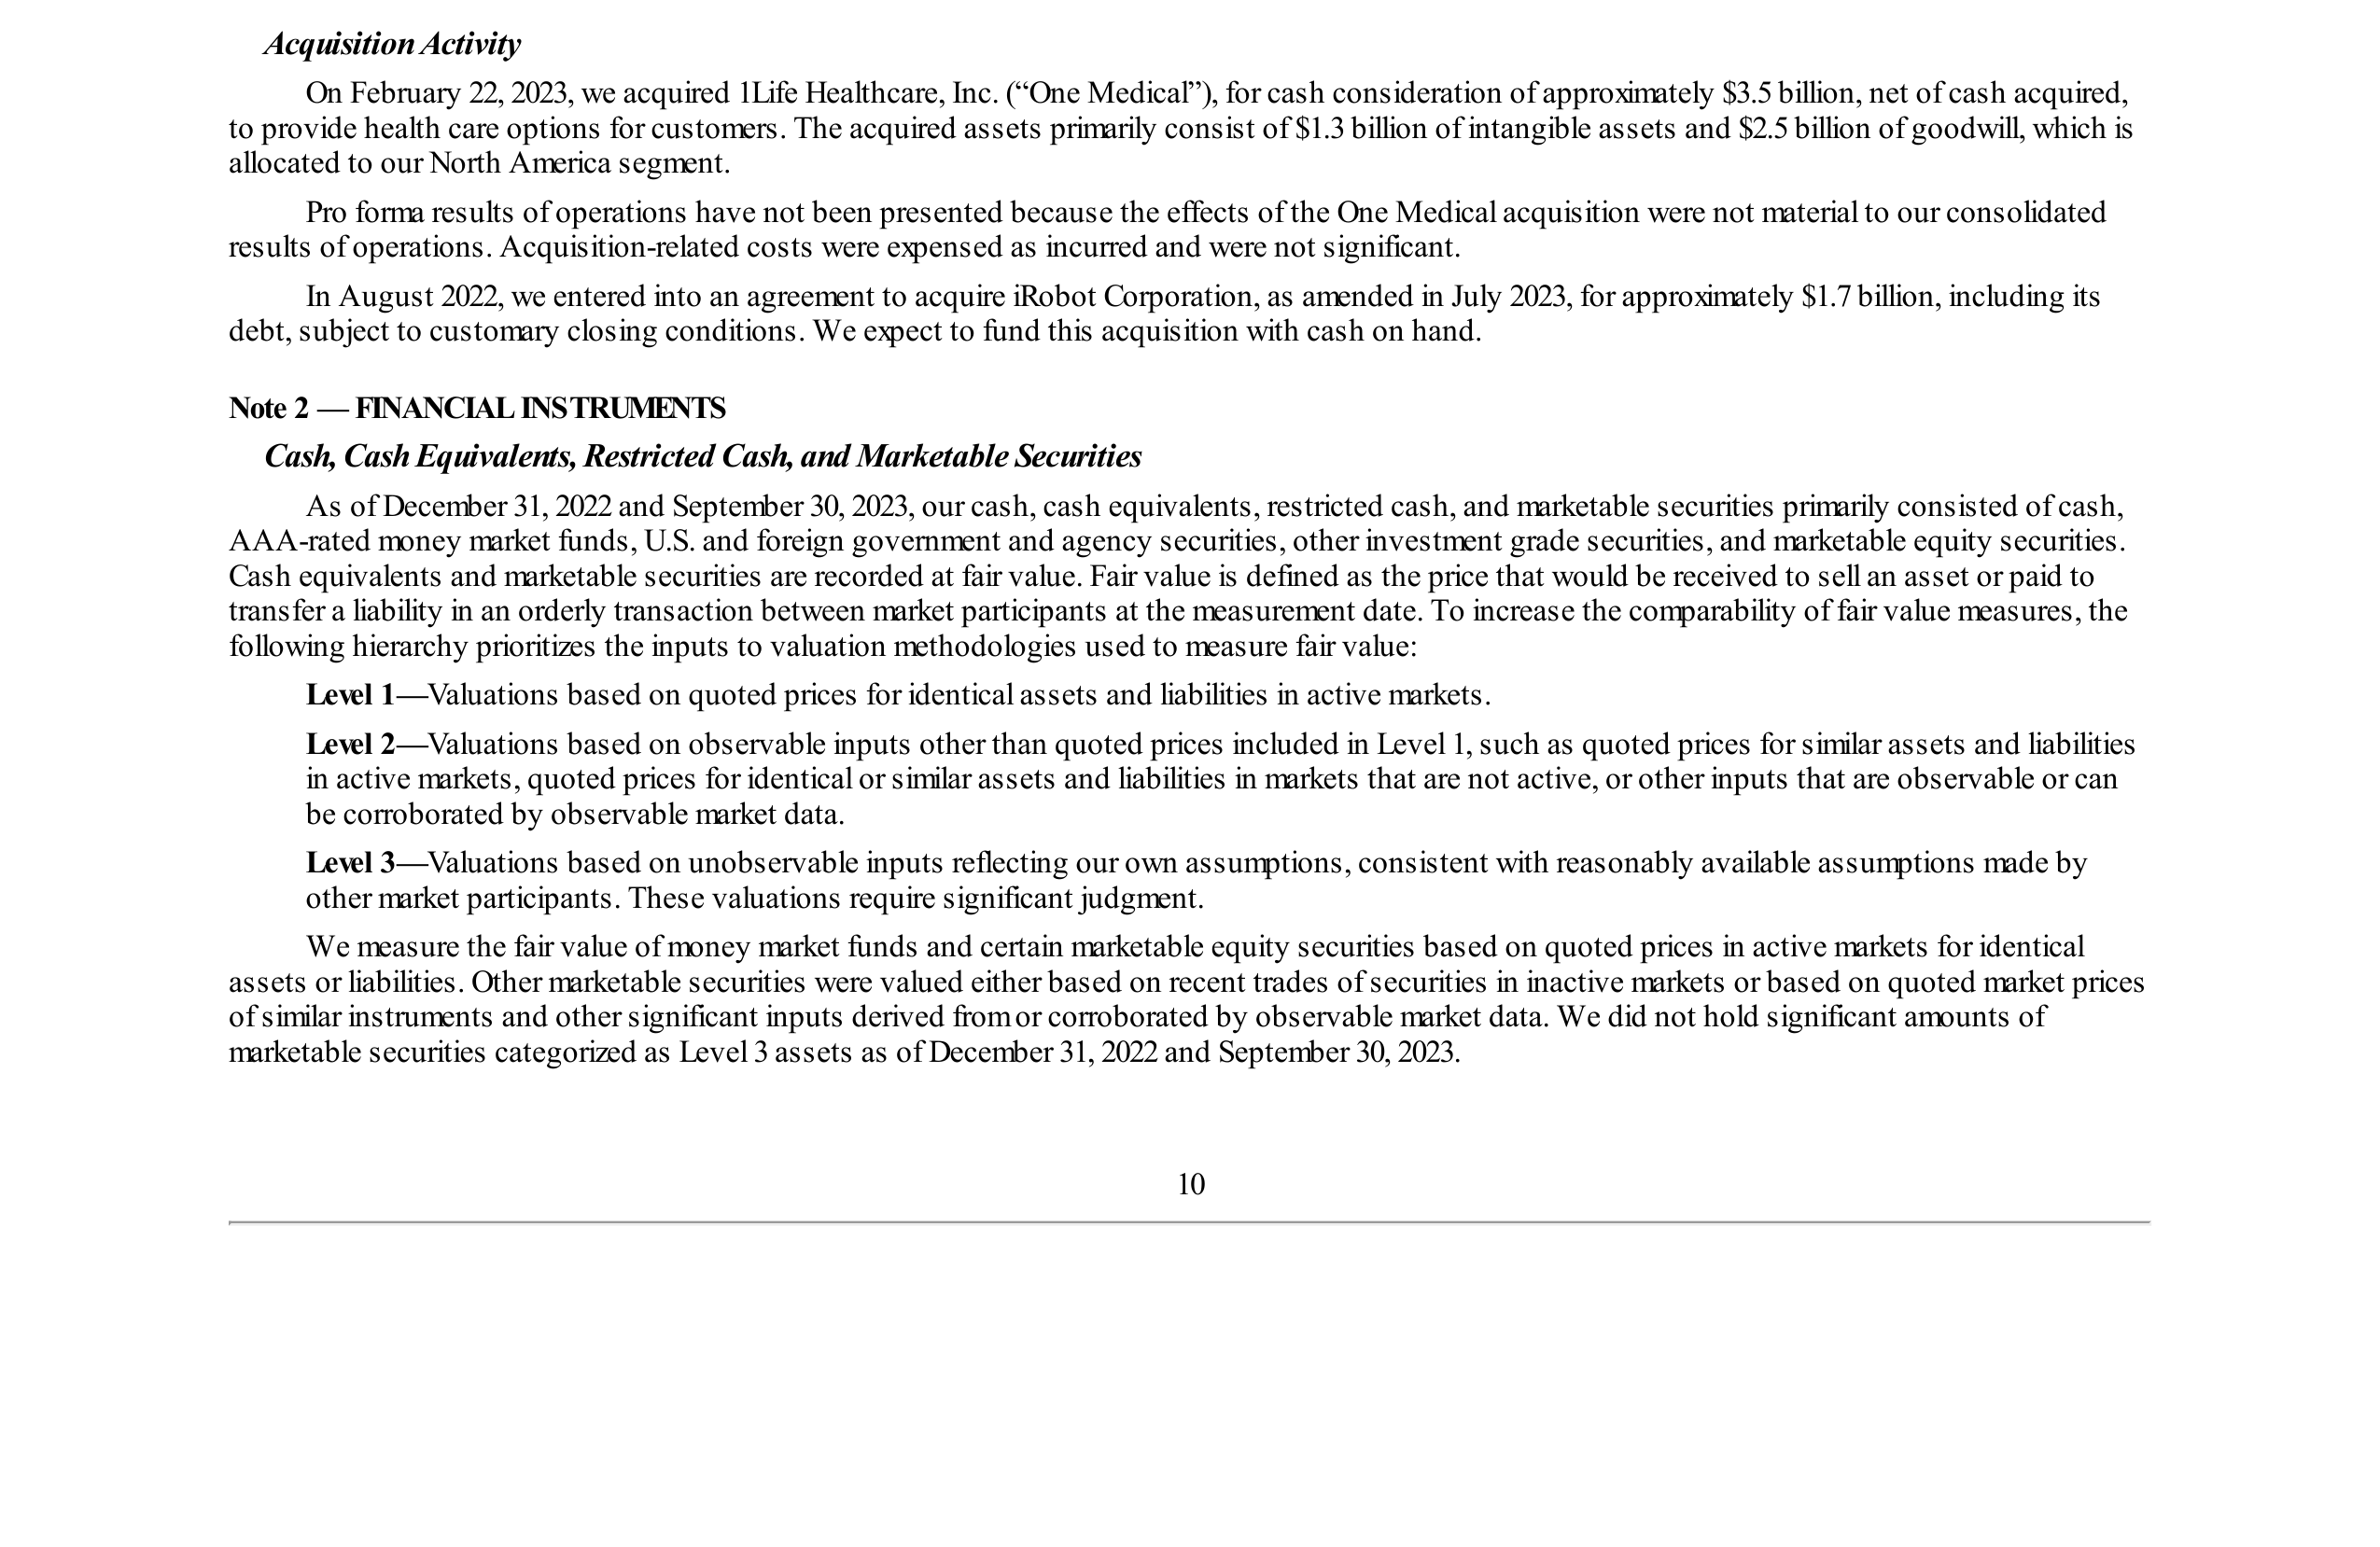 Acquisition Activity
On February 22, 2023, we acquired 1Life Healthcare, Inc. (“One Medical”), for cash consideration of approximately $3.5 billion, net of cash acquired,
to provide health care options for customers. The acquired assets primarily consist of $1.3 billion of intangible assets and $2.5 billion of goodwill, which is
allocated to our North America segment.
Pro forma results of operations have not been presented because the effects of the One Medical acquisition were not material to our consolidated
results of operations. Acquisition-related costs were expensed as incurred and were not significant.
In August 2022, we entered into an agreement to acquire iRobot Corporation, as amended in July 2023, for approximately $1.7 billion, including its
debt, subject to customary closing conditions. We expect to fund this acquisition with cash on hand.
Note 2 — FINANCIAL INSTRUMENTS
Cash, Cash Equivalents, Restricted Cash, and Marketable Securities
As of December 31, 2022 and September 30, 2023, our cash, cash equivalents, restricted cash, and marketable securities primarily consisted of cash,
AAA-rated money market funds, U.S. and foreign government and agency securities, other investment grade securities, and marketable equity securities.
Cash equivalents and marketable securities are recorded at fair value. Fair value is defined as the price that would be received to sell an asset or paid to
transfer a liability in an orderly transaction between market participants at the measurement date. To increase the comparability of fair value measures, the
following hierarchy prioritizes the inputs to valuation methodologies used to measure fair value:
Level 1—Valuations based on quoted prices for identical assets and liabilities in active markets.
Level 2—Valuations based on observable inputs other than quoted prices included in Level 1, such as quoted prices for similar assets and liabilities
in active markets, quoted prices for identical or similar assets and liabilities in markets that are not active, or other inputs that are observable or can
be corroborated by observable market data.
Level 3—Valuations based on unobservable inputs reflecting our own assumptions, consistent with reasonably available assumptions made by
other market participants. These valuations require significant judgment.
We measure the fair value of money market funds and certain marketable equity securities based on quoted prices in active markets for identical
assets or liabilities. Other marketable securities were valued either based on recent trades of securities in inactive markets or based on quoted market prices
of similar instruments and other significant inputs derived from or corroborated by observable market data. We did not hold significant amounts of
marketable securities categorized as Level 3 assets as of December 31, 2022 and September 30, 2023.
10